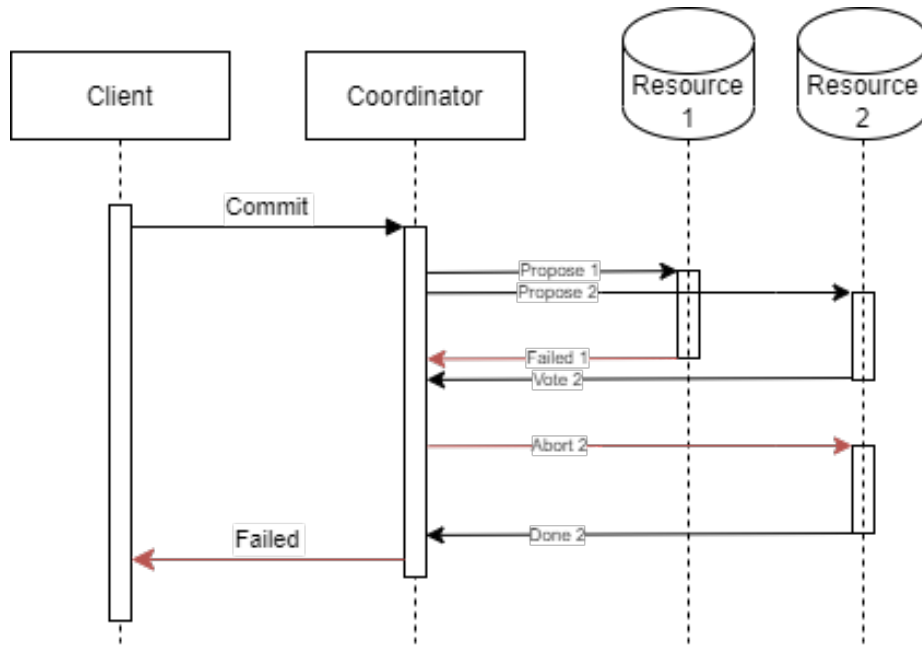 Client
Coordinator
Resource
1
Resource
2
Commit
Propose 1
Propose 2
Failed 1
Vote 2
Abort 2
Done 2
Failed